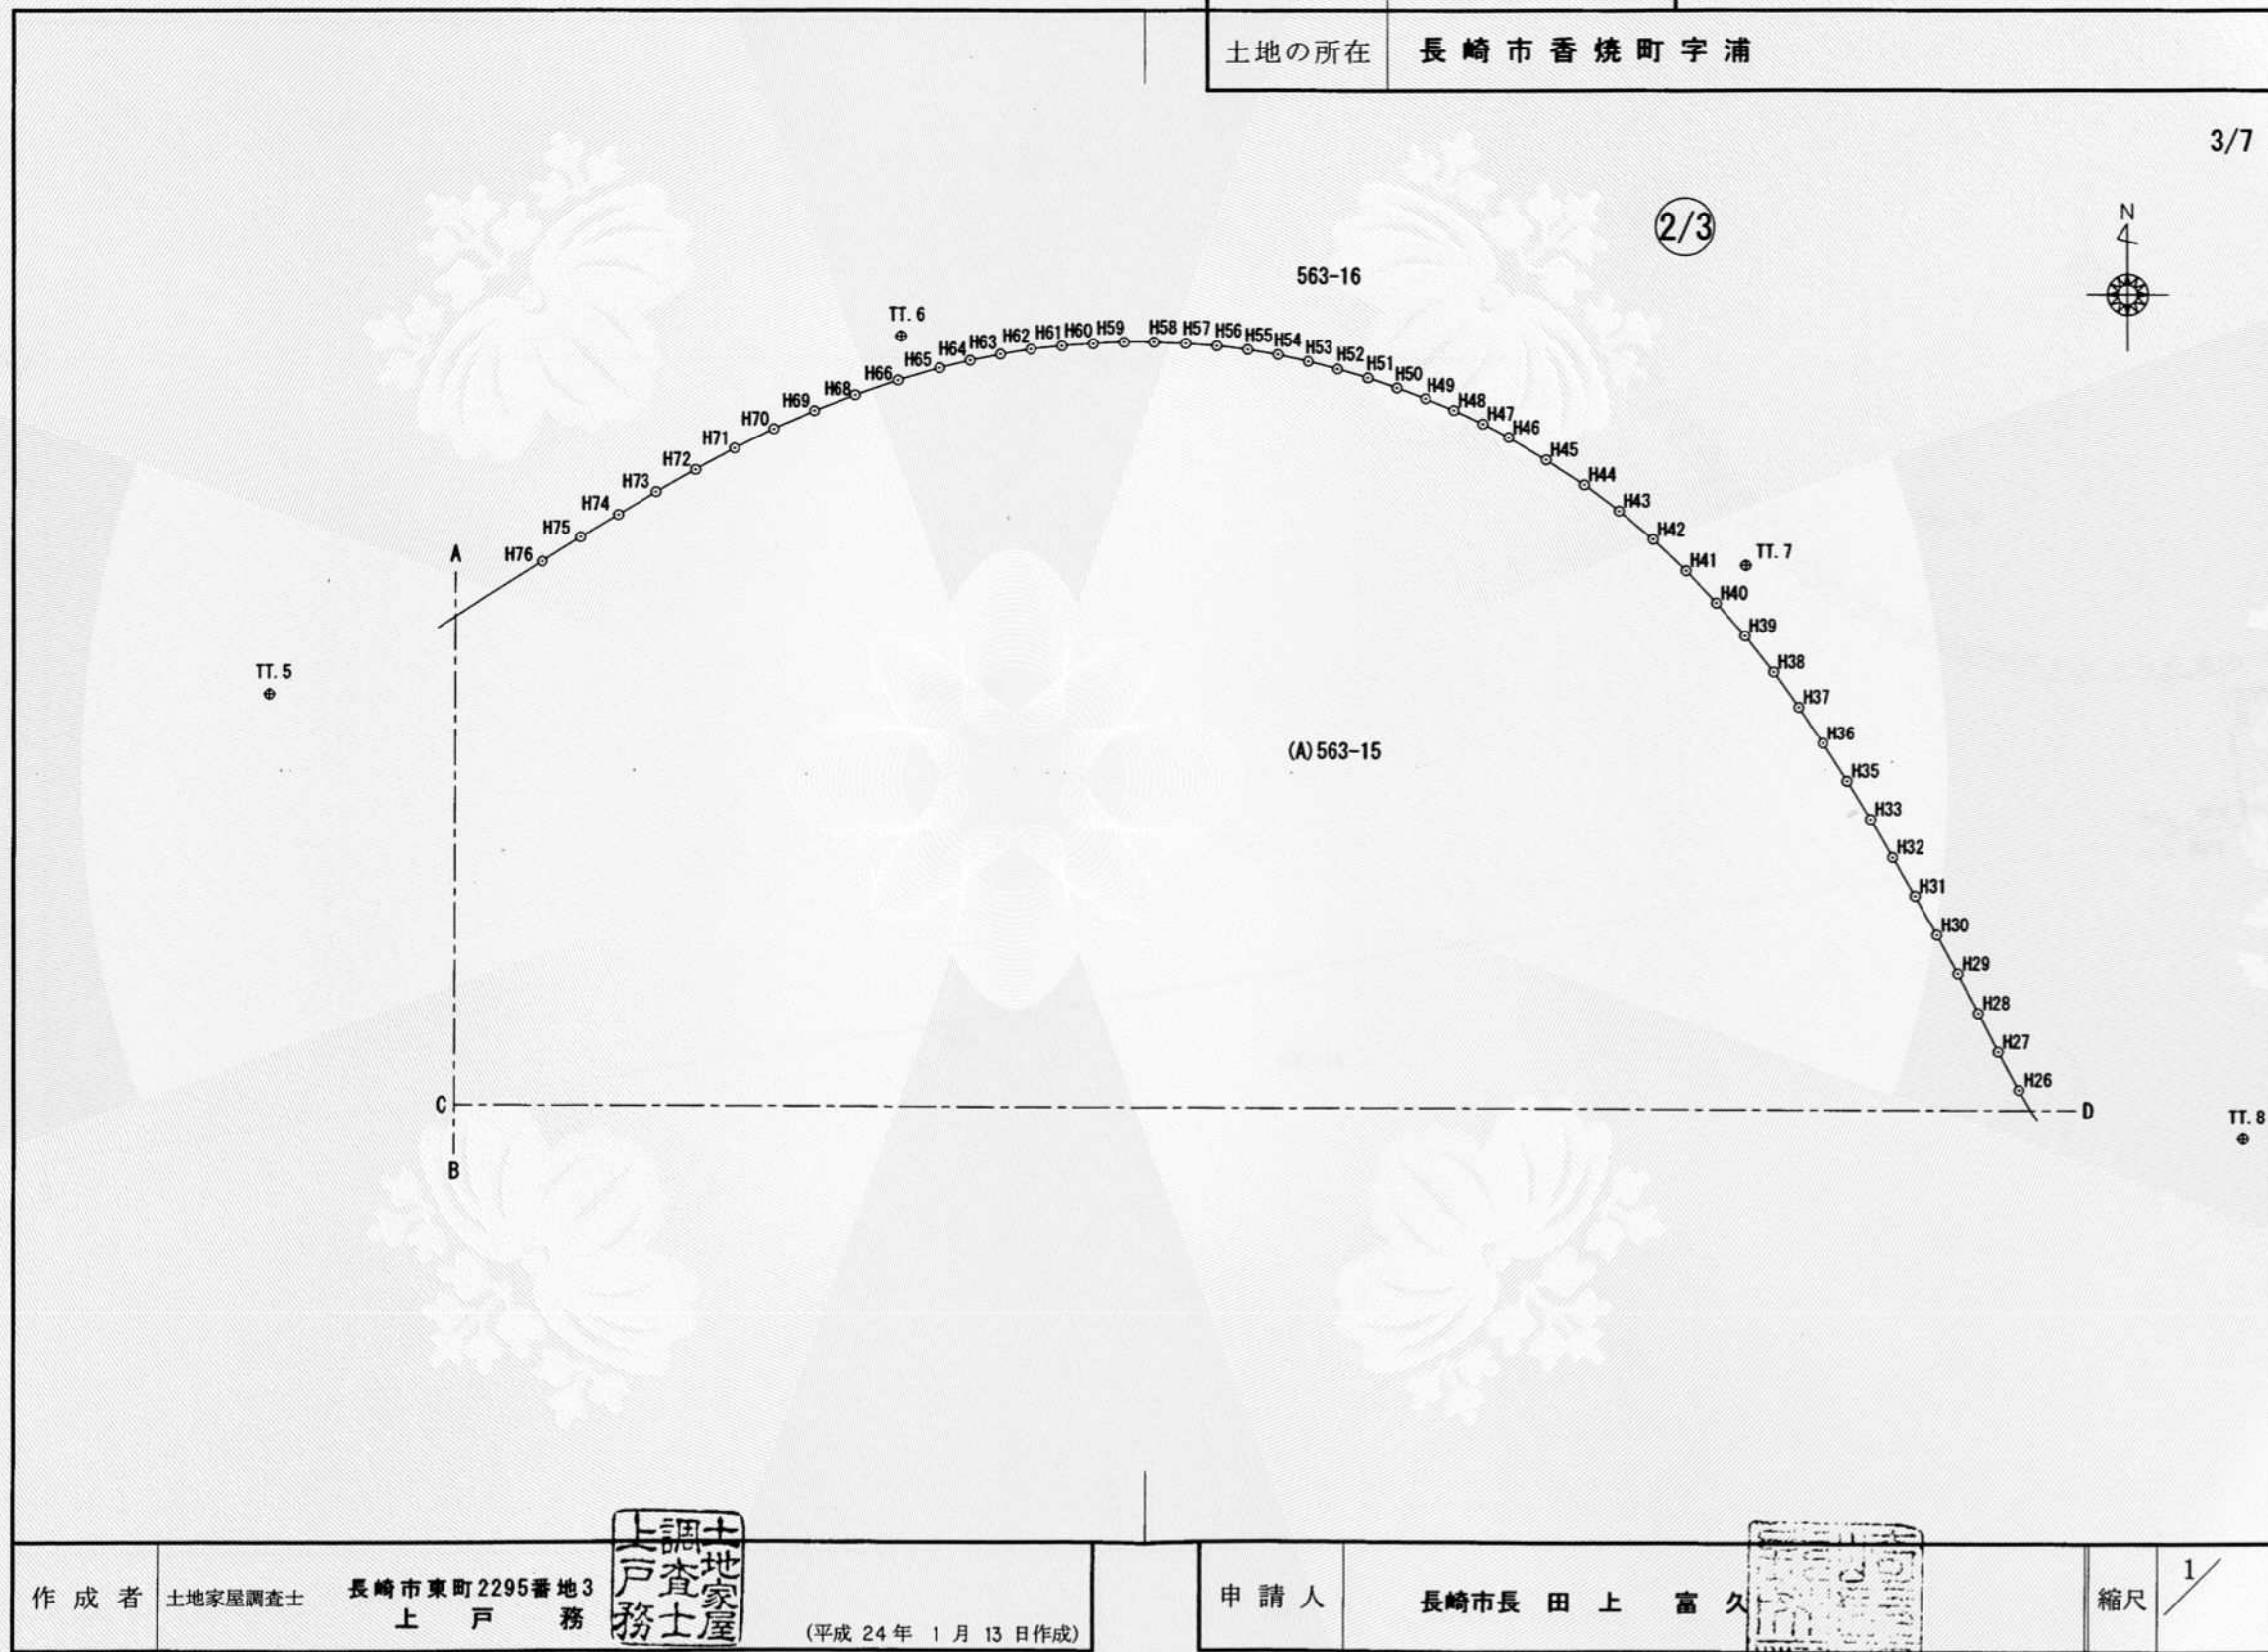 土地の所在 長崎市香焼町字浦
3/7
2/3
N
563-16
TT. 6
H65 H64 H63 H62 H61 H60 H59 H58 H57 H56 H55 H54 H53 H52 H51 H50 H49 H48 H47 H46 H45 H44 H43 H42 H41 H40 H39 H38 H37 H36 H35 H33 H32 H31 H30 H29 H28 H27 H26
H66
H68
H69
H70
H71
H72
H73
H74
H75
H76
A
TT. 7
TT. 5
(A)563-15
C
D
B
TT. 8
作成者 土地家屋調査士 長崎市東町2295番地3
上戸 務
土地家屋
調査士
上戸務
(平成 24年 1月 13日作成)
申請人 長崎市長 田上 富久
縮尺 1/